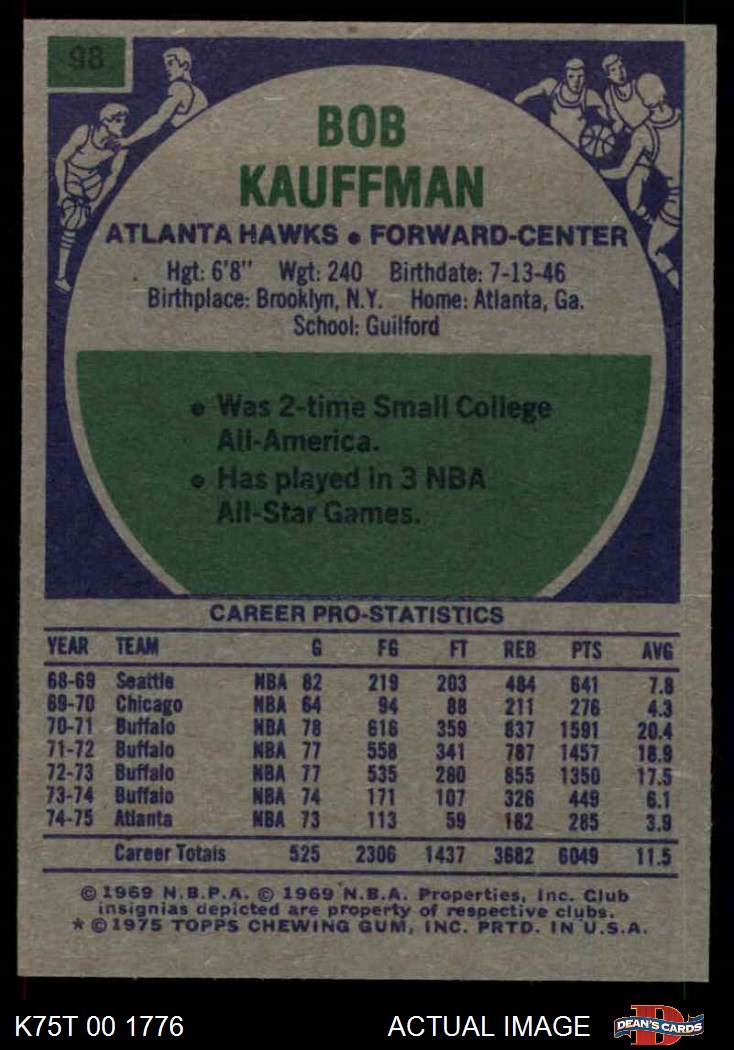 98
BOB
KAUFFMAN
ATLANTA HAWKS • FORWARD-CENTER
Hgt: 6'8" Wgt: 240 Birthdate: 7-13-46
Birthplace: Brooklyn, N.Y. Home: Atlanta, Ga.
School: Guilford
• Was 2-time Small College
All-America.
• Has played in 3 NBA
All-Star Games.
CAREER PRO-STATISTICS
YEAR TEAM G FG FT REB PTS AVG
68-69 Seattle NBA 82 219 203 484 641 7.8
69-70 Chicago NBA 64 94 88 211 276 4.3
70-71 Buffalo NBA 78 616 359 837 1591 20.4
71-72 Buffalo NBA 77 558 341 787 1457 18.9
72-73 Buffalo NBA 77 535 280 855 1350 17.5
73-74 Buffalo NBA 74 171 107 326 449 6.1
74-75 Atlanta NBA 73 113 59 182 285 3.9
Career Totals 525 2306 1437 3682 6049 11.5
© 1969 N.B.P.A. © 1969 N.B.A. Properties, Inc. Club
insignias depicted are property of respective clubs.
* © 1975 TOPPS CHEWING GUM, INC. PRTD. IN U.S.A.
K75T 00 1776 ACTUAL IMAGE D DEAN'S CARDS